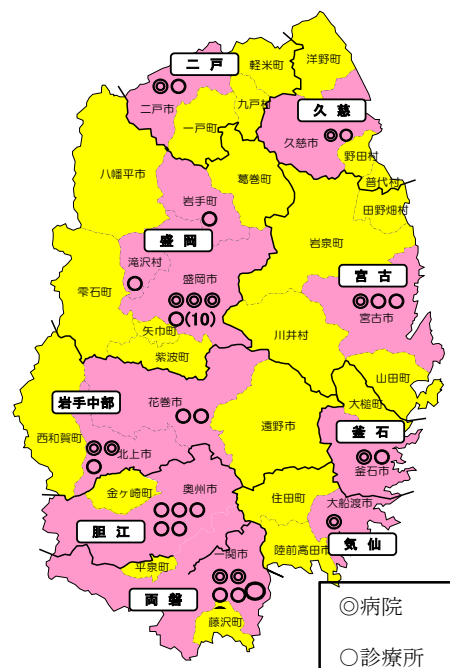 洋野町
軽米町
二 戸
◎○
二戸市
九戸村
久 慈
一戸町
久慈市
◎○
野田村
八幡平市
葛巻町
普代村
岩手町
田野畑村
○
盛 岡
岩泉町
滝沢村
○
盛岡市
宮 古
雫石町
◎◎◎
○(10)
◎○○
宮古市
矢巾町
川井村
紫波町
山田町
岩手中部
花巻市
大槌町
○○
遠野市
釜 石
西和賀町
◎◎
○
北上市
◎○
釜石市
金ヶ崎町
奥州市
住田町
大船渡市
○○○
○○
◎
胆 江
気 仙
陸前高田市
平泉町
一関市
◎◎
○○○
両 磐
藤沢町
◎病院
○診療所